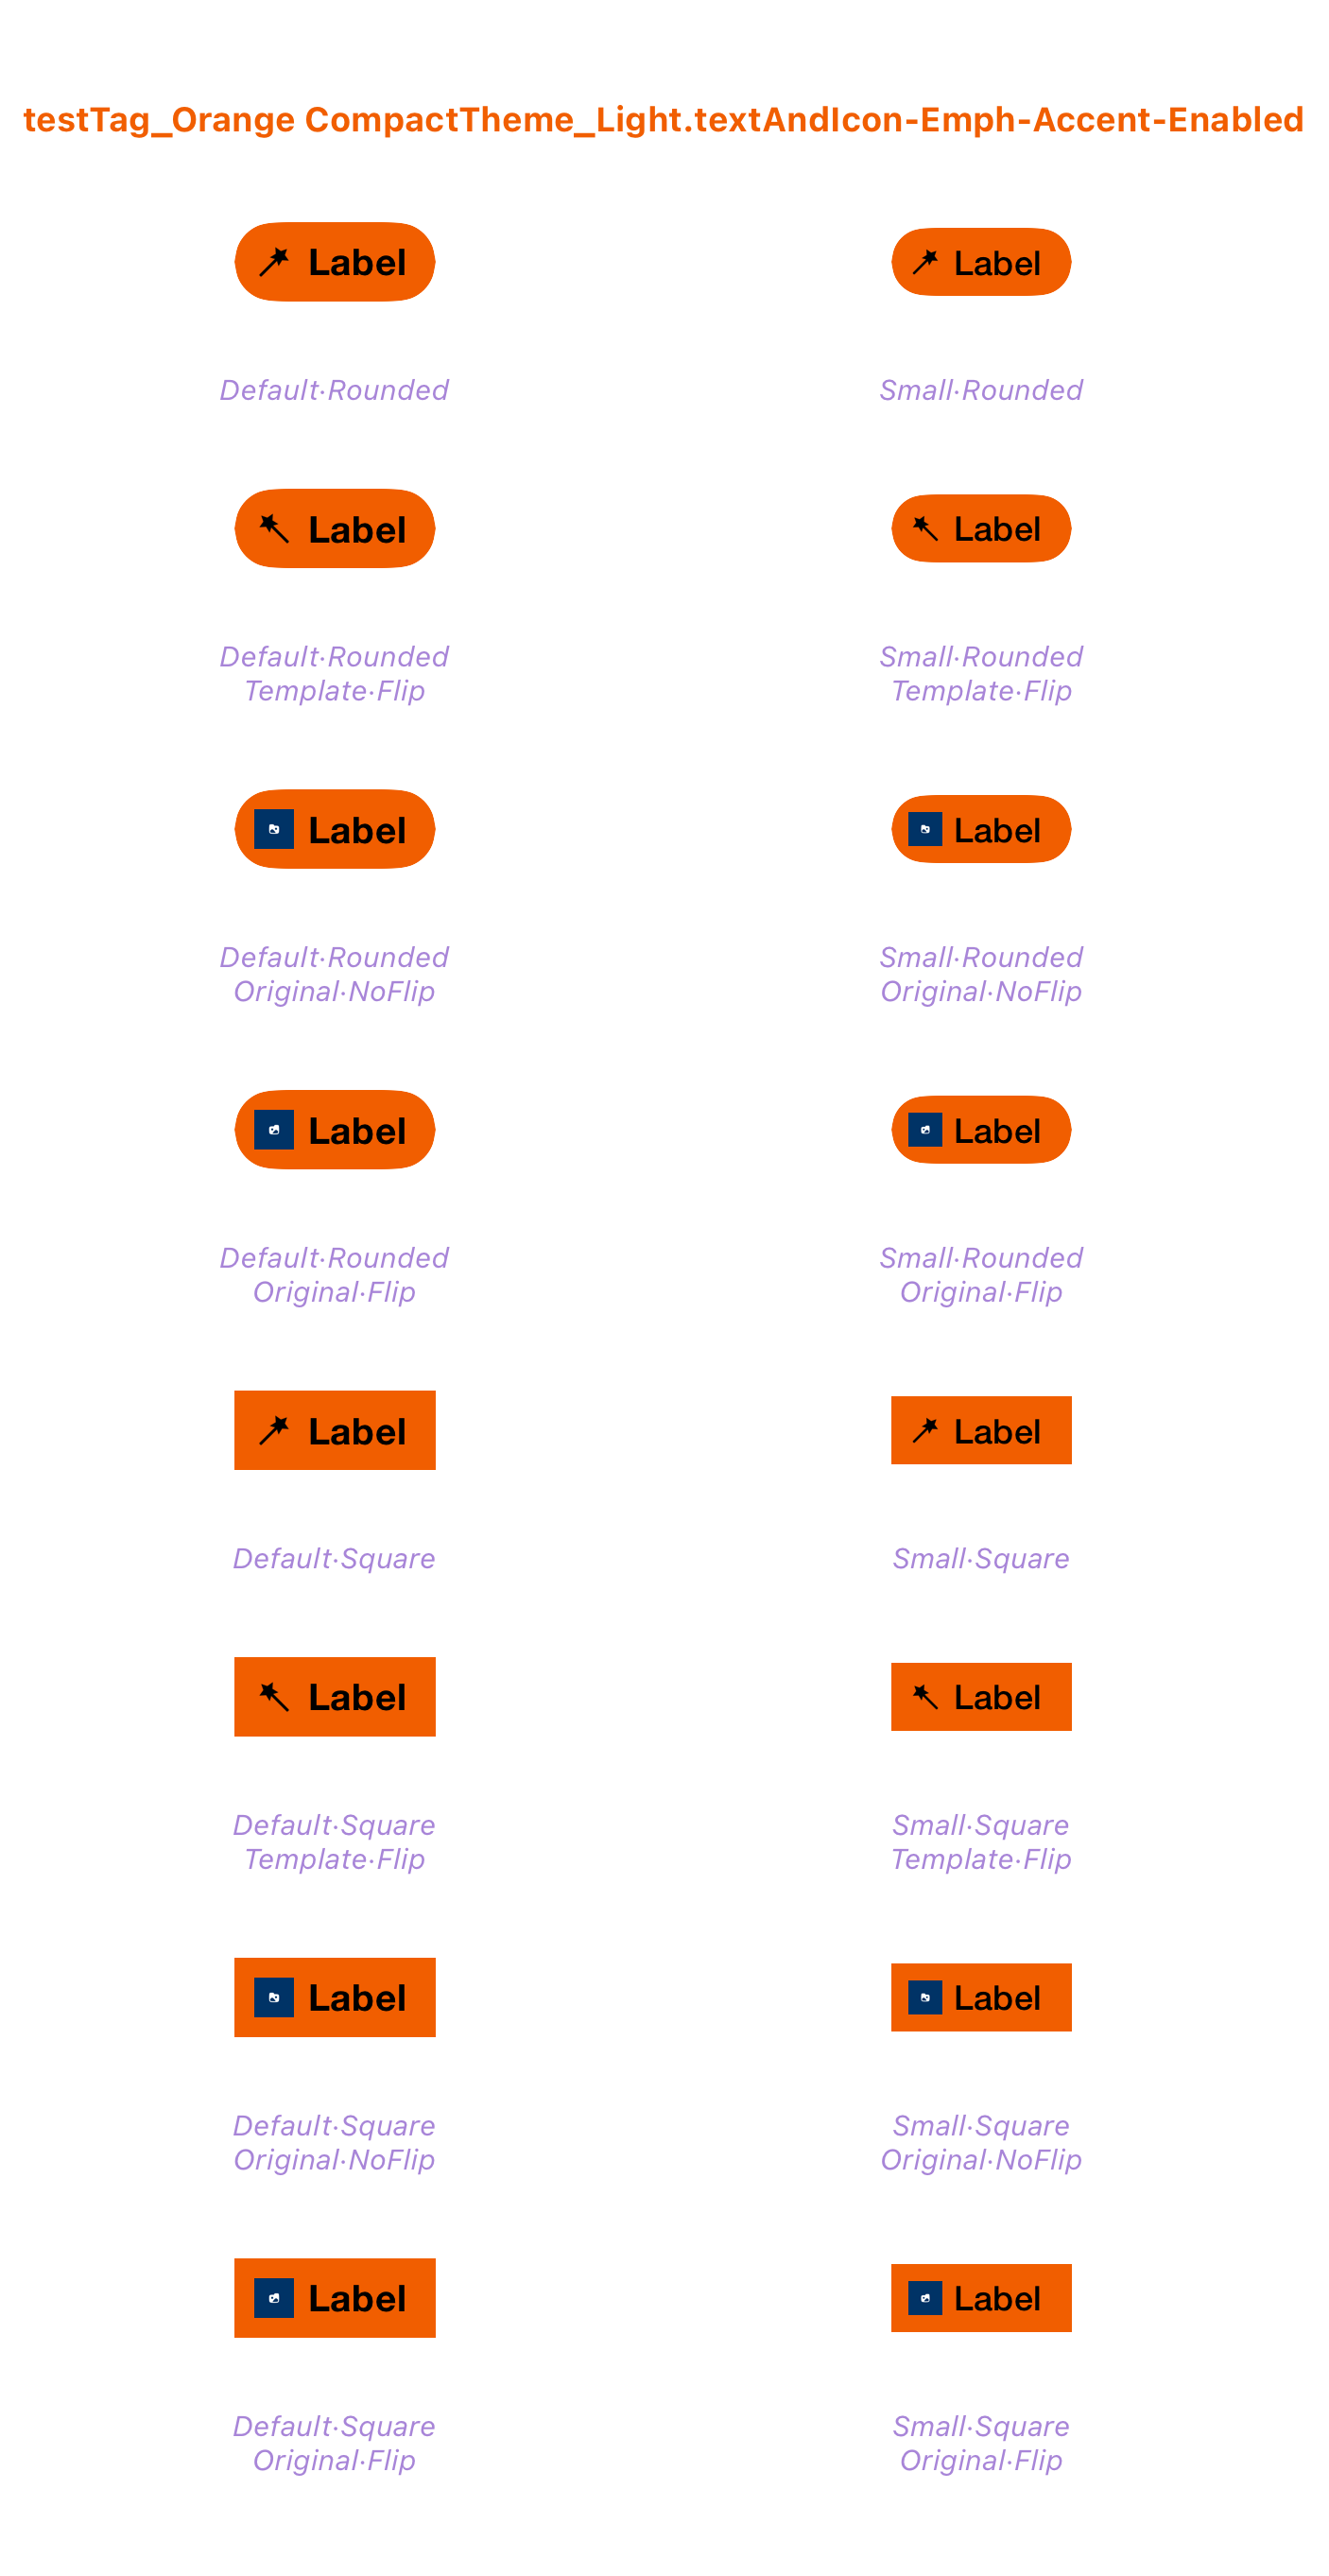 testTag_Orange CompactTheme_Light.textAndIcon-Emph-Accent-Enabled
Label
Label
Default·Rounded
Small·Rounded
Label
Label
Default·Rounded
Template·Flip
Small·Rounded
Template·Flip
Label
Label
Default·Rounded
Original·NoFlip
Small·Rounded
Original·NoFlip
Label
Label
Default·Rounded
Original·Flip
Small·Rounded
Original·Flip
Label
Label
Default·Square
Small·Square
Label
Label
Default·Square
Template·Flip
Small·Square
Template·Flip
Label
Label
Default·Square
Original·NoFlip
Small·Square
Original·NoFlip
Label
Label
Default·Square
Original·Flip
Small·Square
Original·Flip